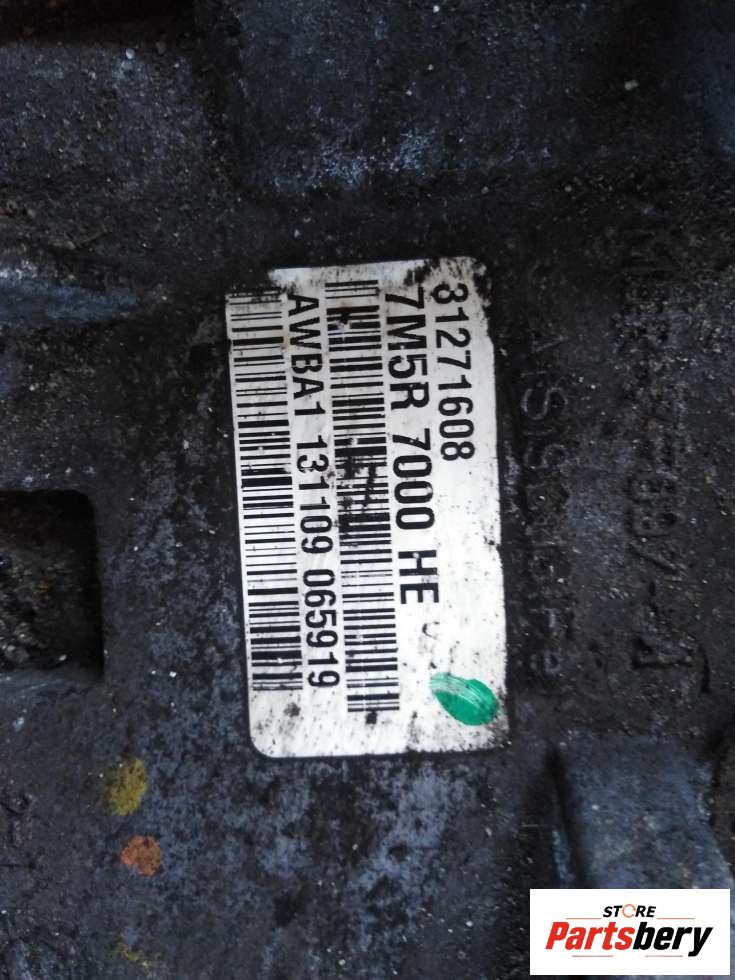 31271608
7M5R 7000 HE
AWBA1 131109 065919
STORE
Partsbery